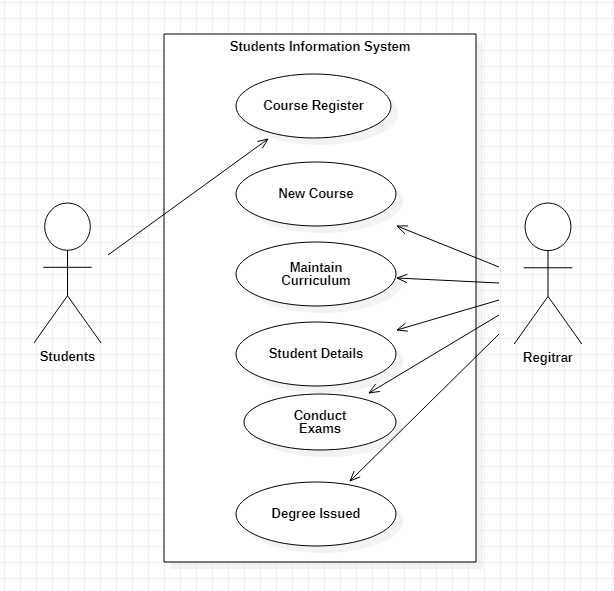 Students Information System
Course Register
New Course
Maintain
Curriculum
Student Details
Conduct
Exams
Degree Issued
Students
Regitrar